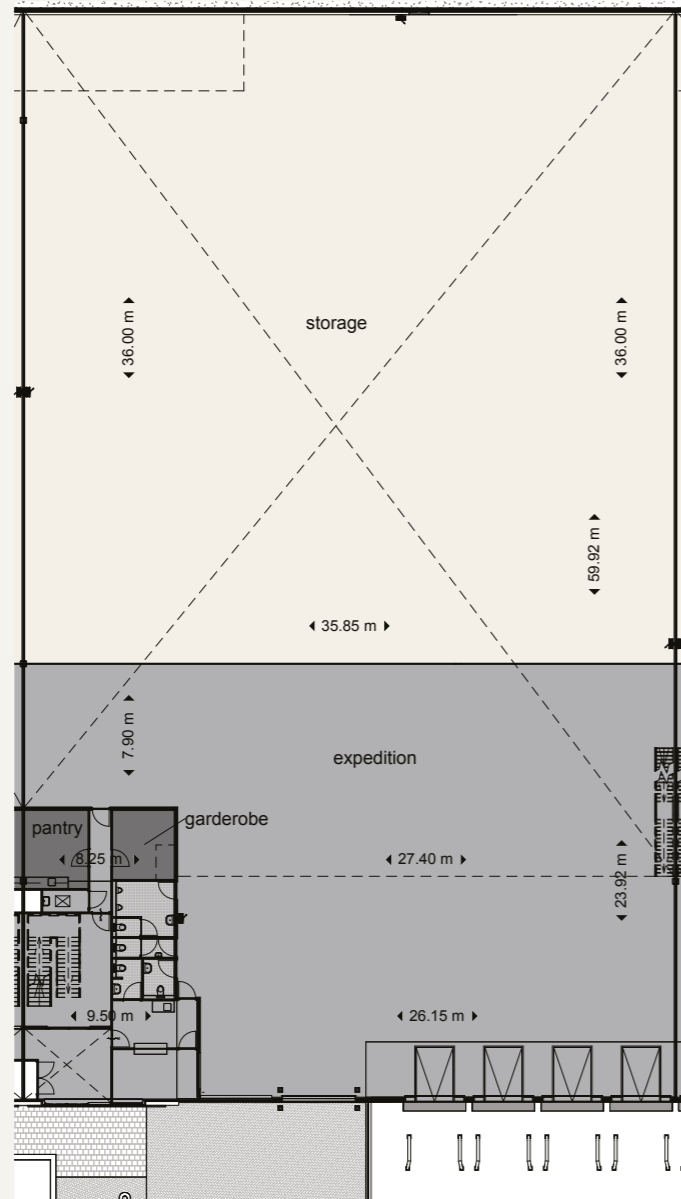 storage
36.00 m
36.00 m
59.92 m
35.85 m
7.90 m
expedition
garderobe
pantry
8.25 m
27.40 m
23.92 m
9.50 m
26.15 m